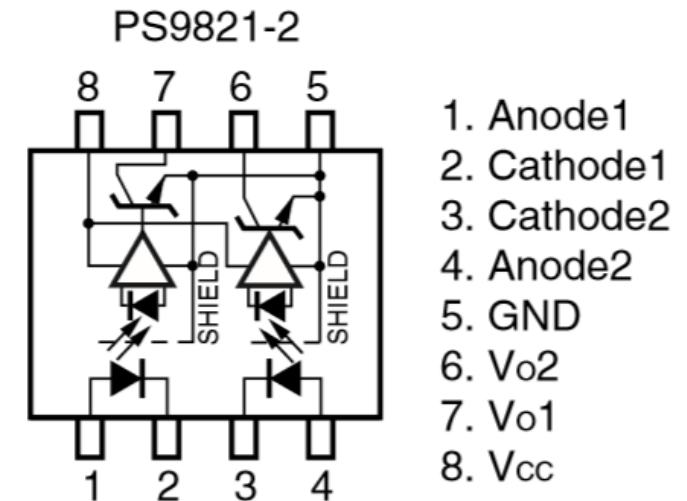 PS9821-2
8 7 6 5
SHIELD SHIELD
1 2 3 4
1. Anode1
2. Cathode1
3. Cathode2
4. Anode2
5. GND
6. Vo2
7. Vo1
8. Vcc